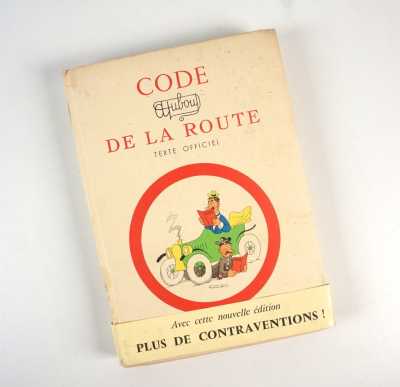 CODE
Dubout
DE LA ROUTE
TEXTE OFFICIEL
Avec cette nouvelle édition
PLUS DE CONTRAVENTIONS !